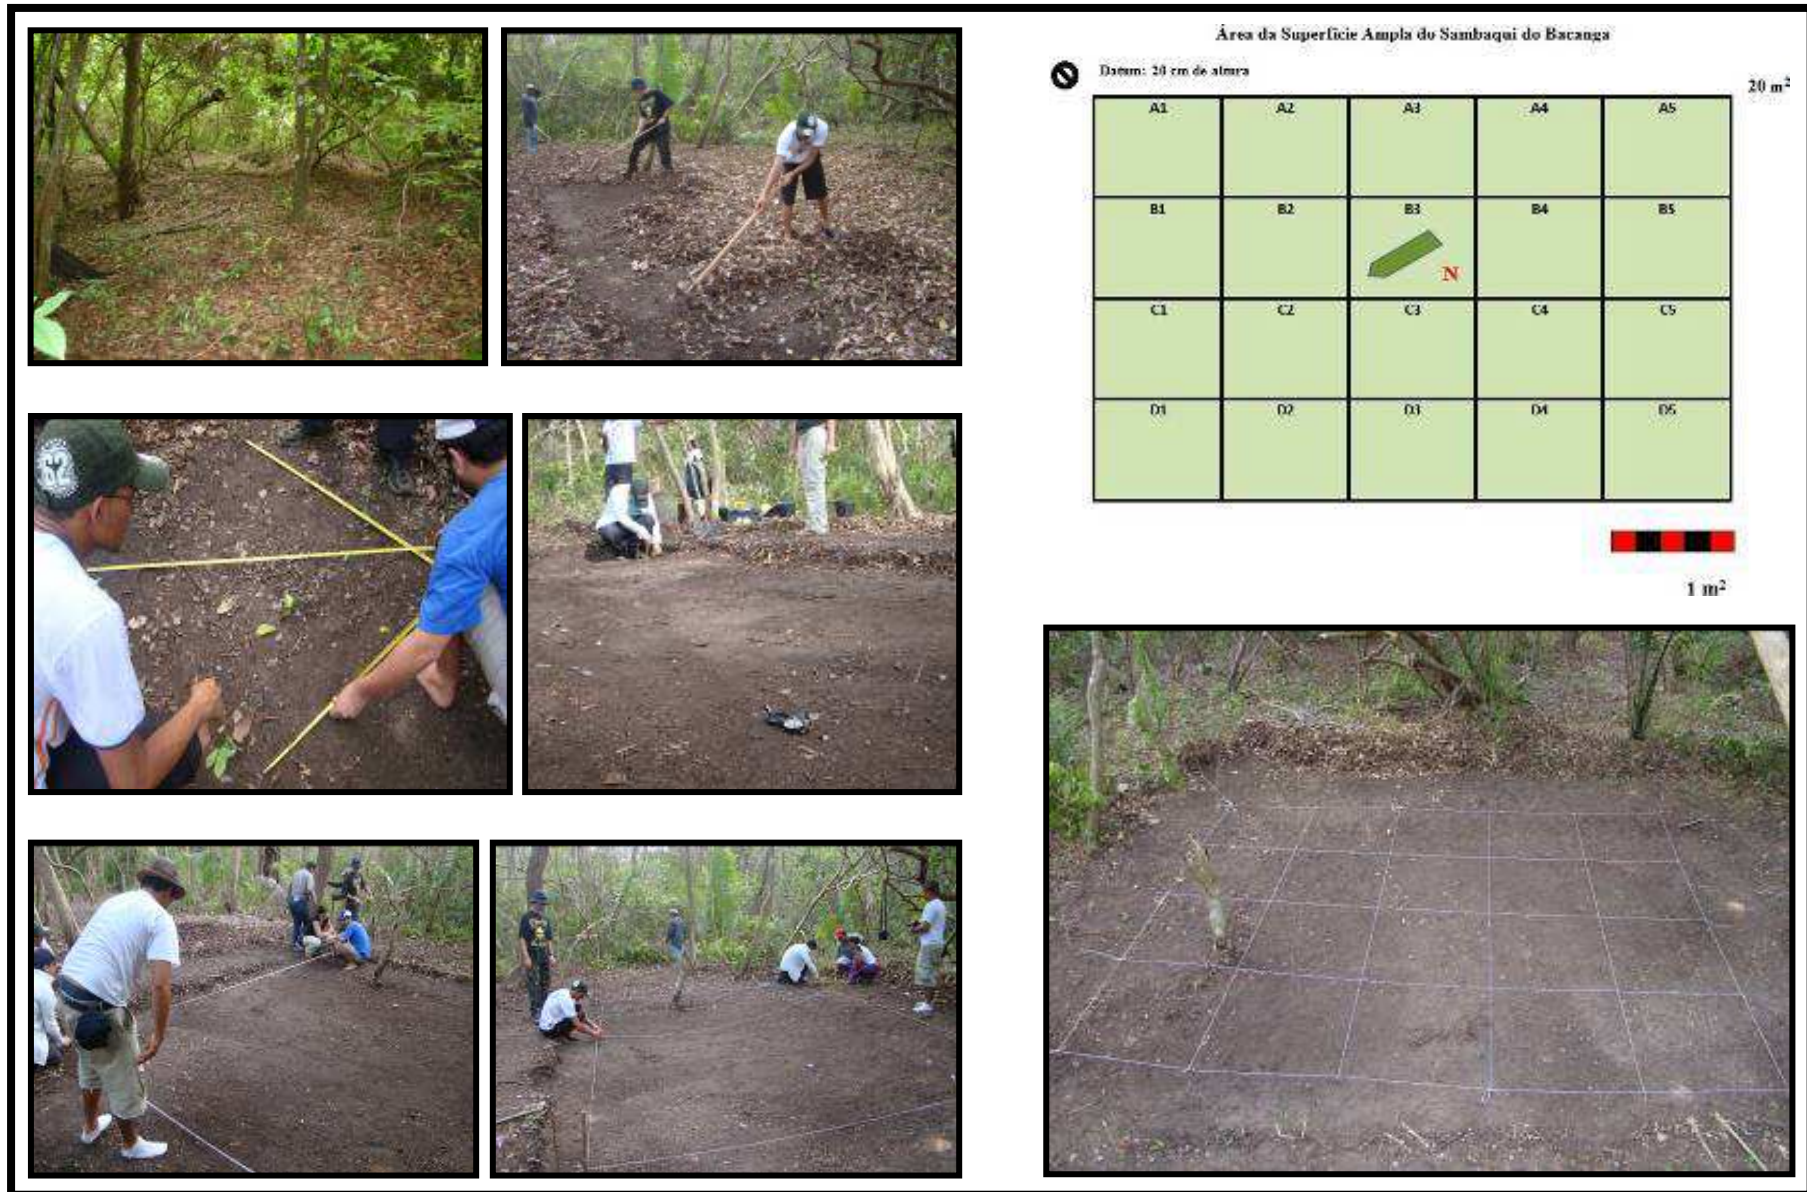 Área da Superfície Ampla do Sambaqui do Bacanga
Datum: 20 cm de altura
20 m²
A1 A2 A3 A4 A5
B1 B2 B3 B4 B5
N
C1 C2 C3 C4 C5
D1 D2 D3 D4 D5
1 m²